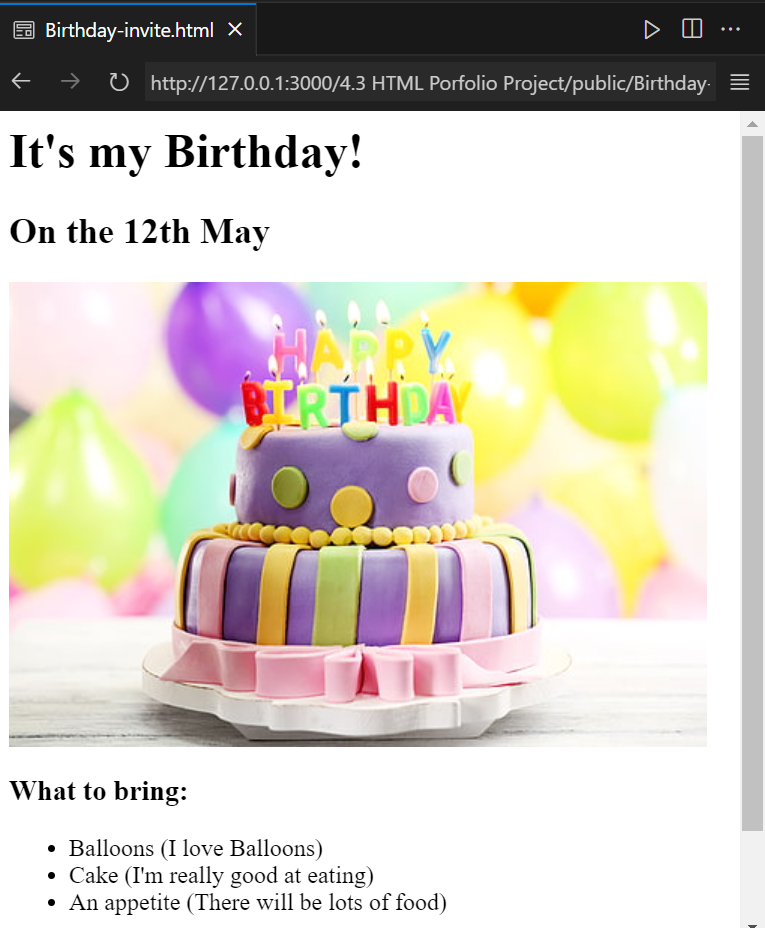 Birthday-invite.html
http://127.0.0.1:3000/4.3 HTML Porfolio Project/public/Birthday-
It's my Birthday!
On the 12th May
HAPPY
BIRTHDAY
What to bring:
Balloons (I love Balloons)
Cake (I'm really good at eating)
An appetite (There will be lots of food)